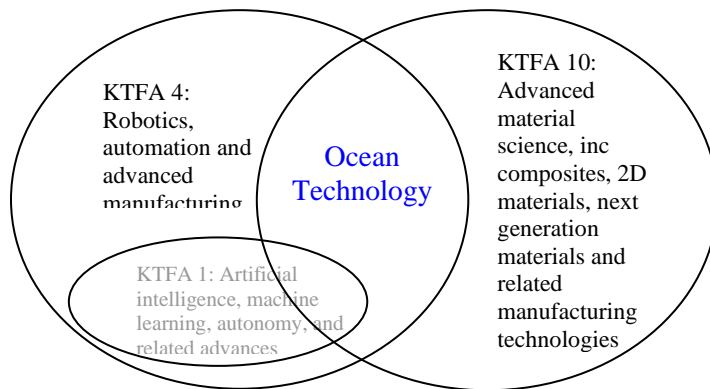 KTFA 4:
Robotics,
automation and
advanced
manufacturing
Ocean
Technology
KTFA 10:
Advanced
material
science, inc
composites, 2D
materials, next
generation
materials and
related
manufacturing
technologies
KTFA 1: Artificial
intelligence, machine
learning, autonomy, and
related advances